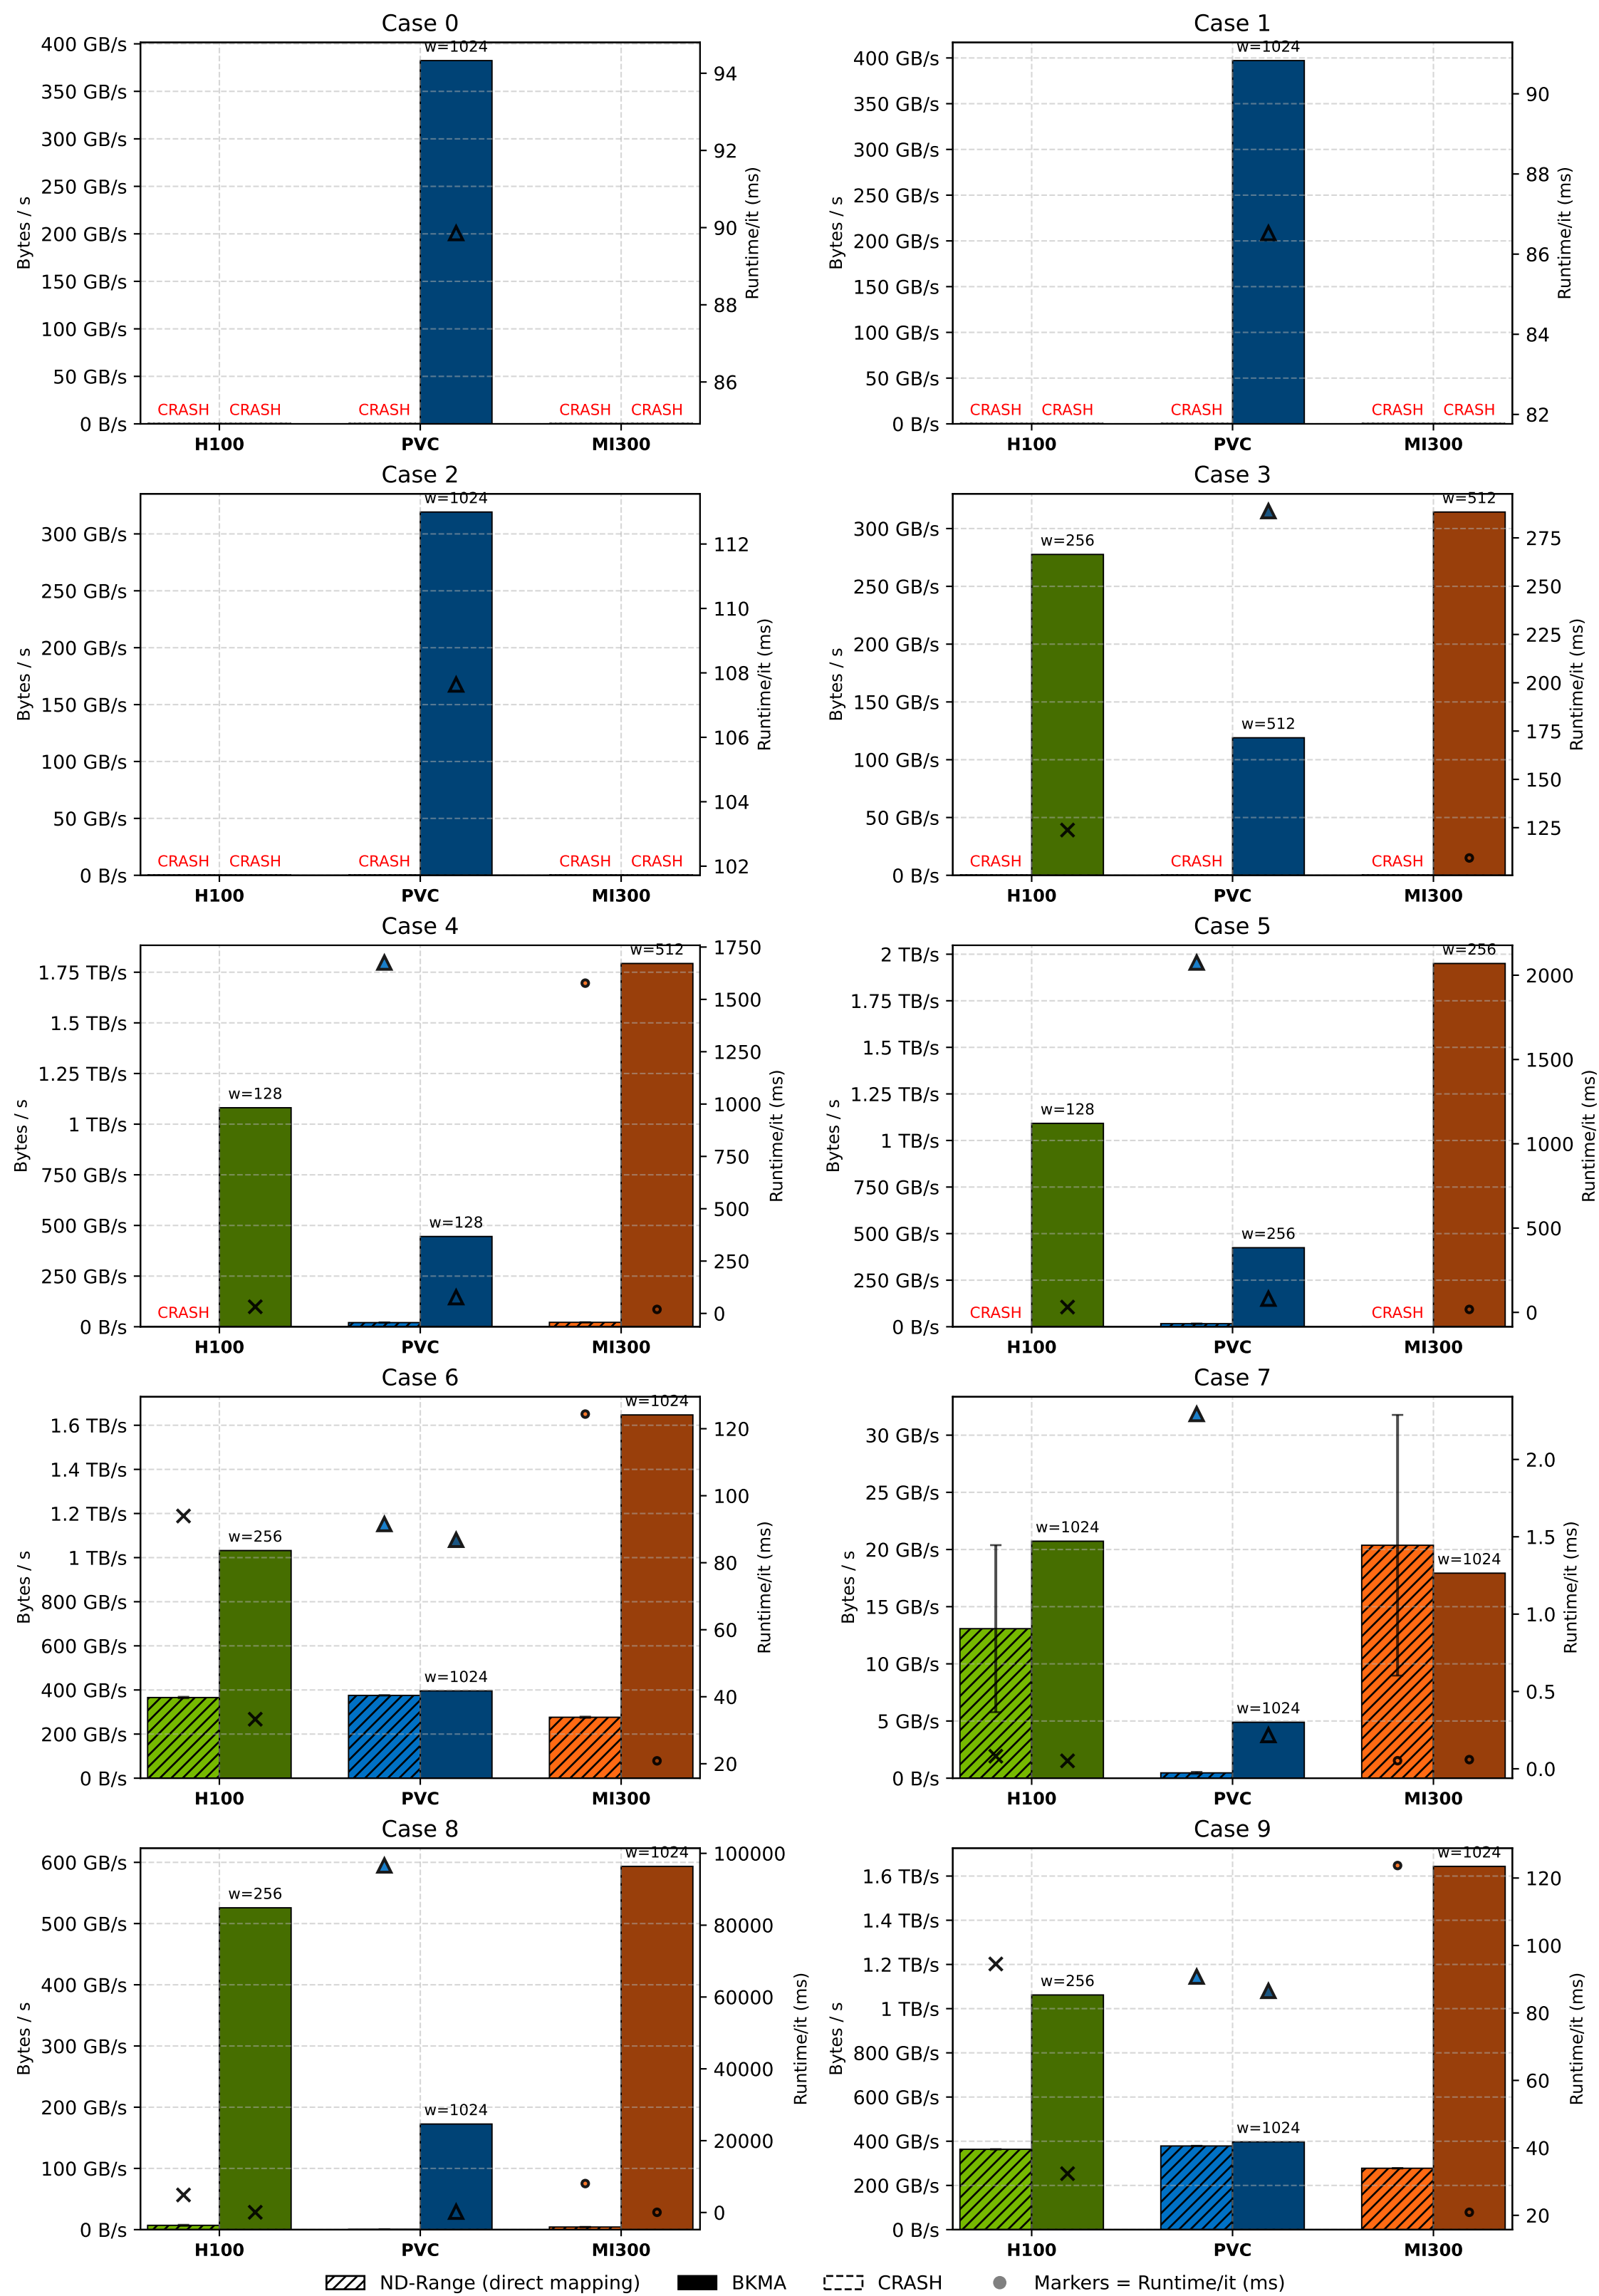 Case 0
400 GB/s
350 GB/s
300 GB/s
250 GB/s
200 GB/s
150 GB/s
100 GB/s
50 GB/s
0 B/s
Bytes / s
w=1024
CRASH CRASH CRASH CRASH CRASH
H100 PVC MI300
94
92
90
88
86
Runtime/it (ms)
Case 1
400 GB/s
350 GB/s
300 GB/s
250 GB/s
200 GB/s
150 GB/s
100 GB/s
50 GB/s
0 B/s
Bytes / s
w=1024
CRASH CRASH CRASH CRASH CRASH
H100 PVC MI300
90
88
86
84
82
Runtime/it (ms)
Case 2
300 GB/s
250 GB/s
200 GB/s
150 GB/s
100 GB/s
50 GB/s
0 B/s
Bytes / s
w=1024
CRASH CRASH CRASH CRASH CRASH
H100 PVC MI300
112
110
108
106
104
102
Runtime/it (ms)
Case 3
300 GB/s
250 GB/s
200 GB/s
150 GB/s
100 GB/s
50 GB/s
0 B/s
Bytes / s
w=256 w=512 w=512
CRASH CRASH CRASH
H100 PVC MI300
275
250
225
200
175
150
125
Runtime/it (ms)
Case 4
1.75 TB/s
1.5 TB/s
1.25 TB/s
1 TB/s
750 GB/s
500 GB/s
250 GB/s
0 B/s
Bytes / s
w=128 w=128 w=512
CRASH
H100 PVC MI300
1750
1500
1250
1000
750
500
250
0
Runtime/it (ms)
Case 5
2 TB/s
1.75 TB/s
1.5 TB/s
1.25 TB/s
1 TB/s
750 GB/s
500 GB/s
250 GB/s
0 B/s
Bytes / s
w=128 w=256 w=256
CRASH CRASH
H100 PVC MI300
2000
1500
1000
500
0
Runtime/it (ms)
Case 6
1.6 TB/s
1.4 TB/s
1.2 TB/s
1 TB/s
800 GB/s
600 GB/s
400 GB/s
200 GB/s
0 B/s
Bytes / s
w=256 w=1024 w=1024
H100 PVC MI300
120
100
80
60
40
20
Runtime/it (ms)
Case 7
30 GB/s
25 GB/s
20 GB/s
15 GB/s
10 GB/s
5 GB/s
0 B/s
Bytes / s
w=1024 w=1024 w=1024
H100 PVC MI300
2.0
1.5
1.0
0.5
0.0
Runtime/it (ms)
Case 8
600 GB/s
500 GB/s
400 GB/s
300 GB/s
200 GB/s
100 GB/s
0 B/s
Bytes / s
w=256 w=1024 w=1024
H100 PVC MI300
100000
80000
60000
40000
20000
0
Runtime/it (ms)
Case 9
1.6 TB/s
1.4 TB/s
1.2 TB/s
1 TB/s
800 GB/s
600 GB/s
400 GB/s
200 GB/s
0 B/s
Bytes / s
w=256 w=1024 w=1024
H100 PVC MI300
120
100
80
60
40
20
Runtime/it (ms)
ND-Range (direct mapping) BKMA CRASH Markers = Runtime/it (ms)